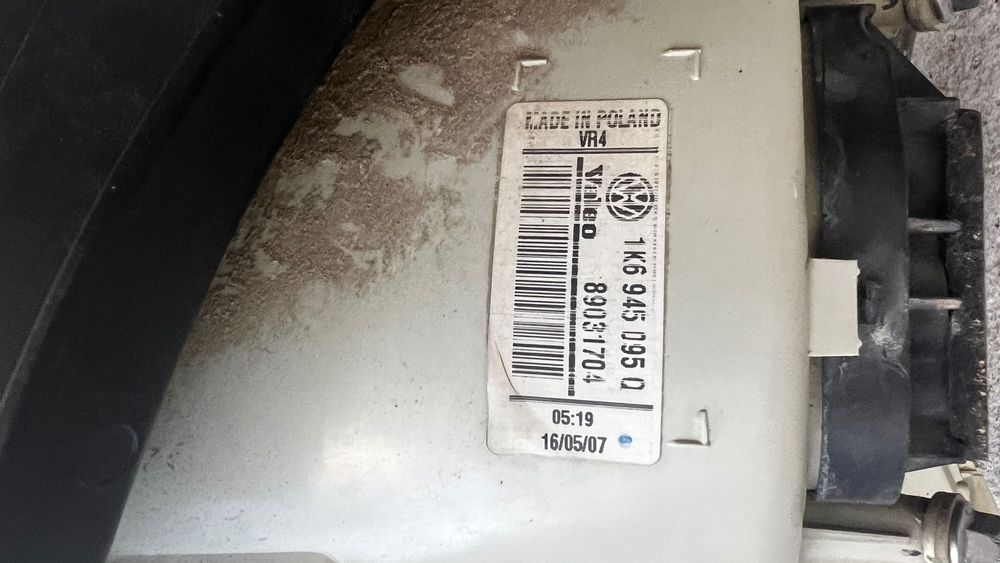 MADE IN POLAND
VR4
1K6 945 095 Q
Valeo
89031704
05:19
16/05/07